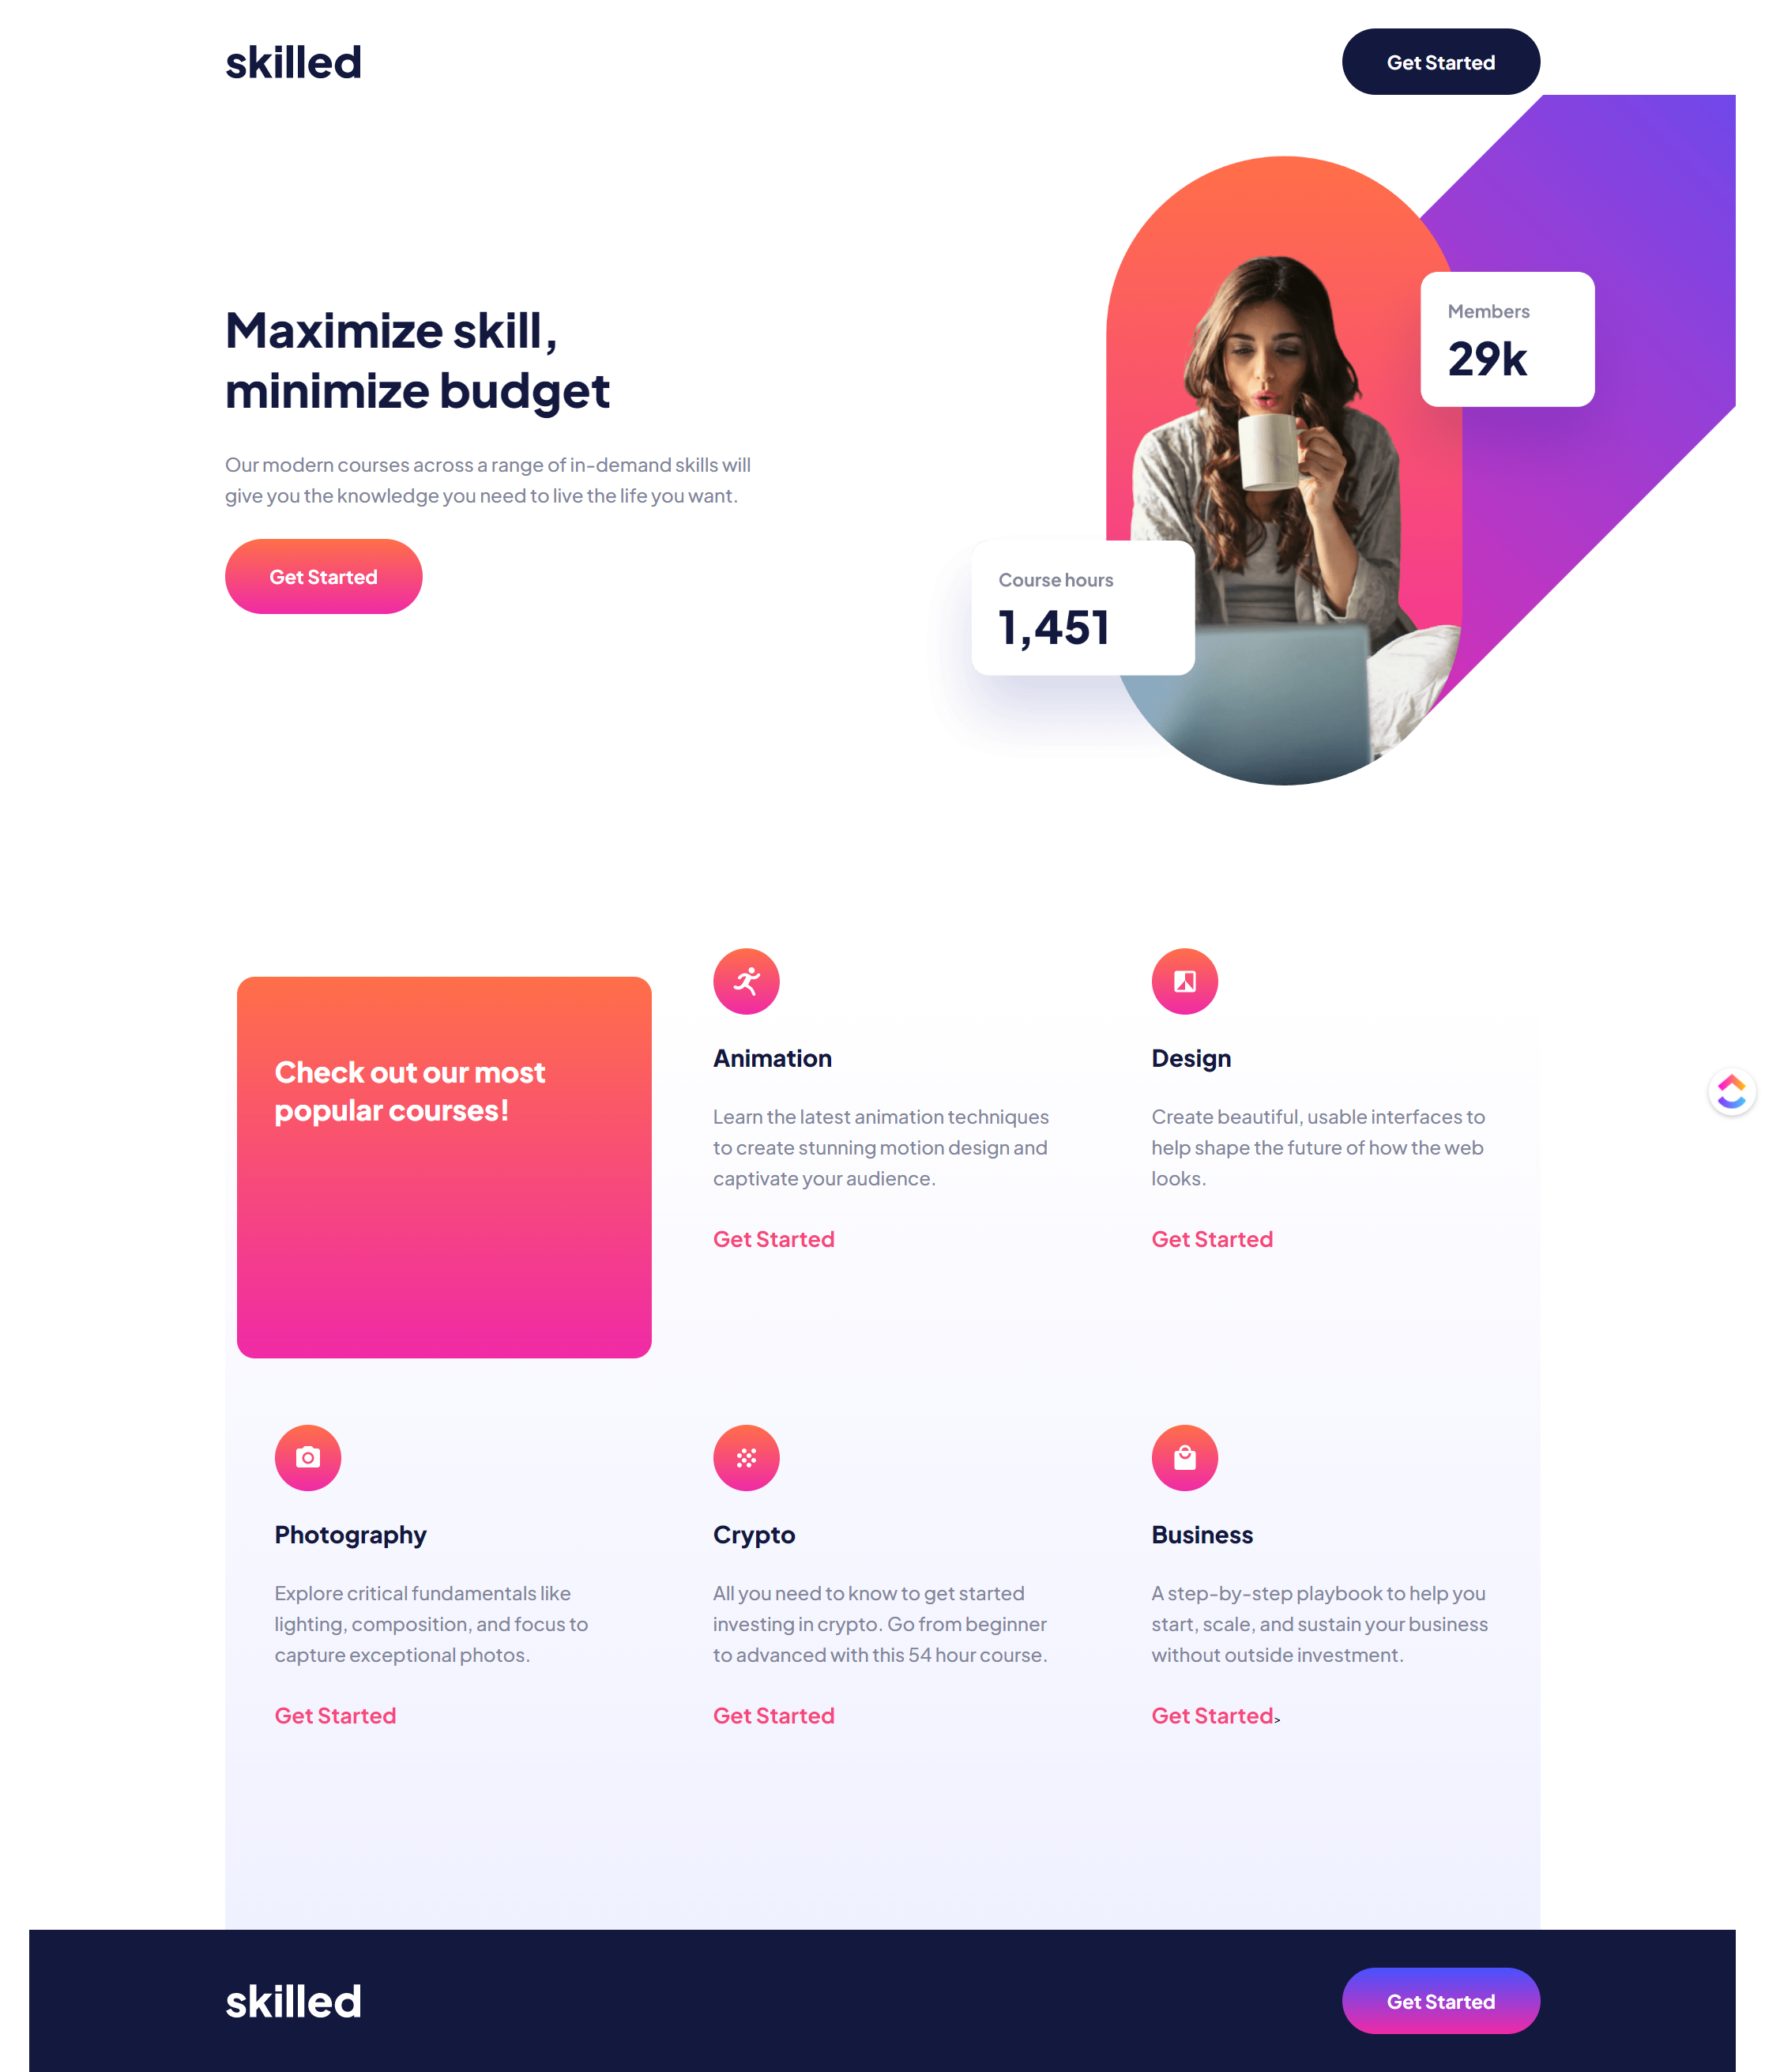 skilled
Get Started
Maximize skill,
minimize budget
Our modern courses across a range of in-demand skills will
give you the knowledge you need to live the life you want.
Get Started
Members
29k
Course hours
1,451
Check out our most
popular courses!
Animation
Learn the latest animation techniques
to create stunning motion design and
captivate your audience.
Get Started
Design
Create beautiful, usable interfaces to
help shape the future of how the web
looks.
Get Started
Photography
Explore critical fundamentals like
lighting, composition, and focus to
capture exceptional photos.
Get Started
Crypto
All you need to know to get started
investing in crypto. Go from beginner
to advanced with this 54 hour course.
Get Started
Business
A step-by-step playbook to help you
start, scale, and sustain your business
without outside investment.
Get Started>
skilled
Get Started